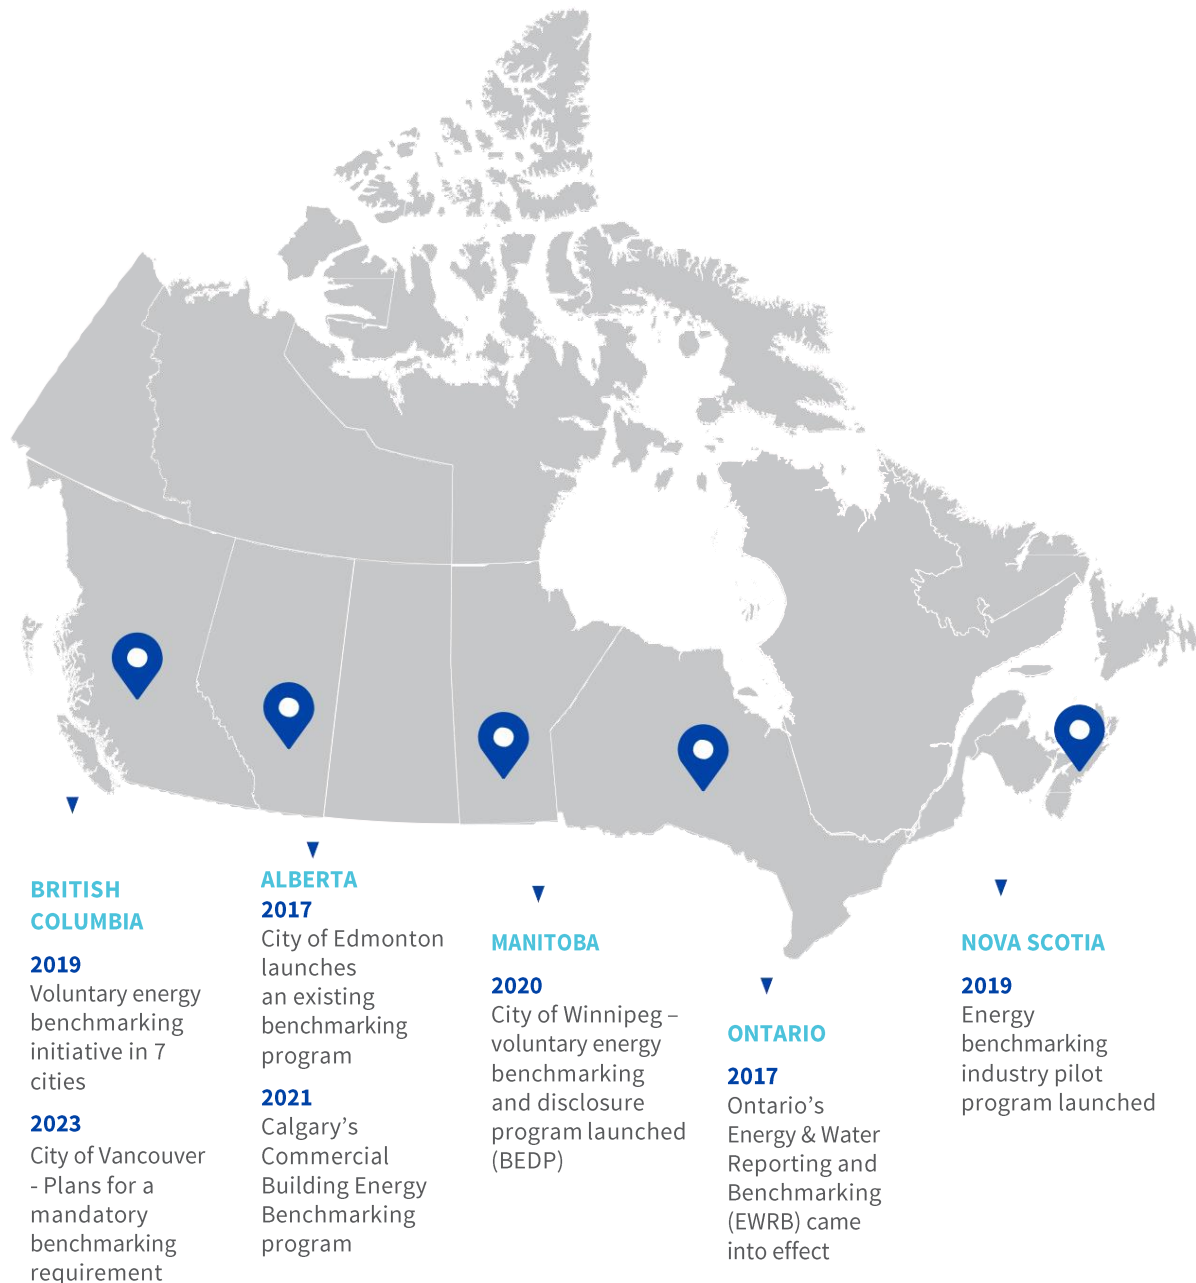 BRITISH
COLUMBIA
2019
Voluntary energy
benchmarking
initiative in 7
cities
2023
City of Vancouver
- Plans for a
mandatory
benchmarking
requirement
ALBERTA
2017
City of Edmonton
launches
an existing
benchmarking
program
2021
Calgary’s
Commercial
Building Energy
Benchmarking
program
MANITOBA
2020
City of Winnipeg –
voluntary energy
benchmarking
and disclosure
program launched
(BEDP)
ONTARIO
2017
Ontario’s
Energy & Water
Reporting and
Benchmarking
(EWRB) came
into effect
NOVA SCOTIA
2019
Energy
benchmarking
industry pilot
program launched